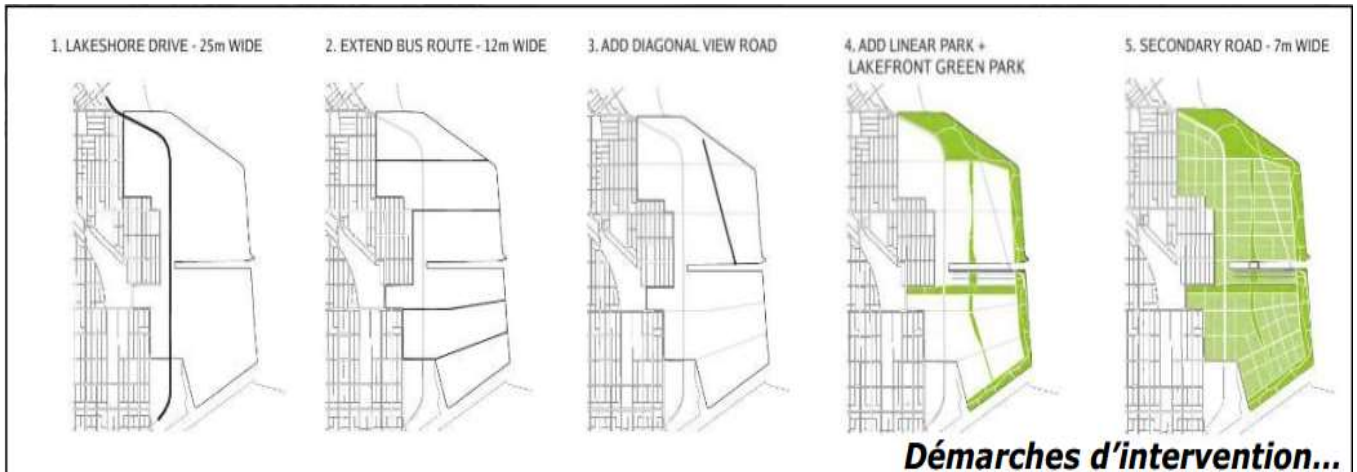 1. LAKESHORE DRIVE - 25m WIDE
2. EXTEND BUS ROUTE - 12m WIDE
3. ADD DIAGONAL VIEW ROAD
4. ADD LINEAR PARK +
LAKEFRONT GREEN PARK
5. SECONDARY ROAD - 7m WIDE
Démarches d'intervention...